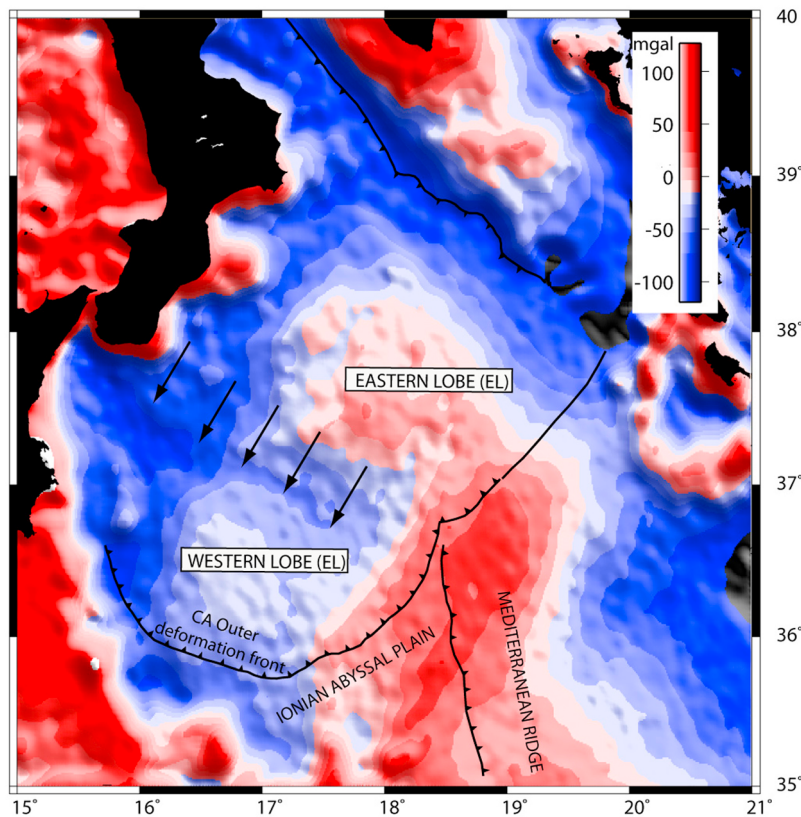 40
mgal
100
50
0
-50
-100
39°
38°
EASTERN LOBE (EL)
37°
WESTERN LOBE (EL)
CA Outer
deformation front
IONIAN ABYSSAL PLAIN
MEDITERRANEAN RIDGE
36°
35°
15°
16°
17°
18°
19°
20°
21°